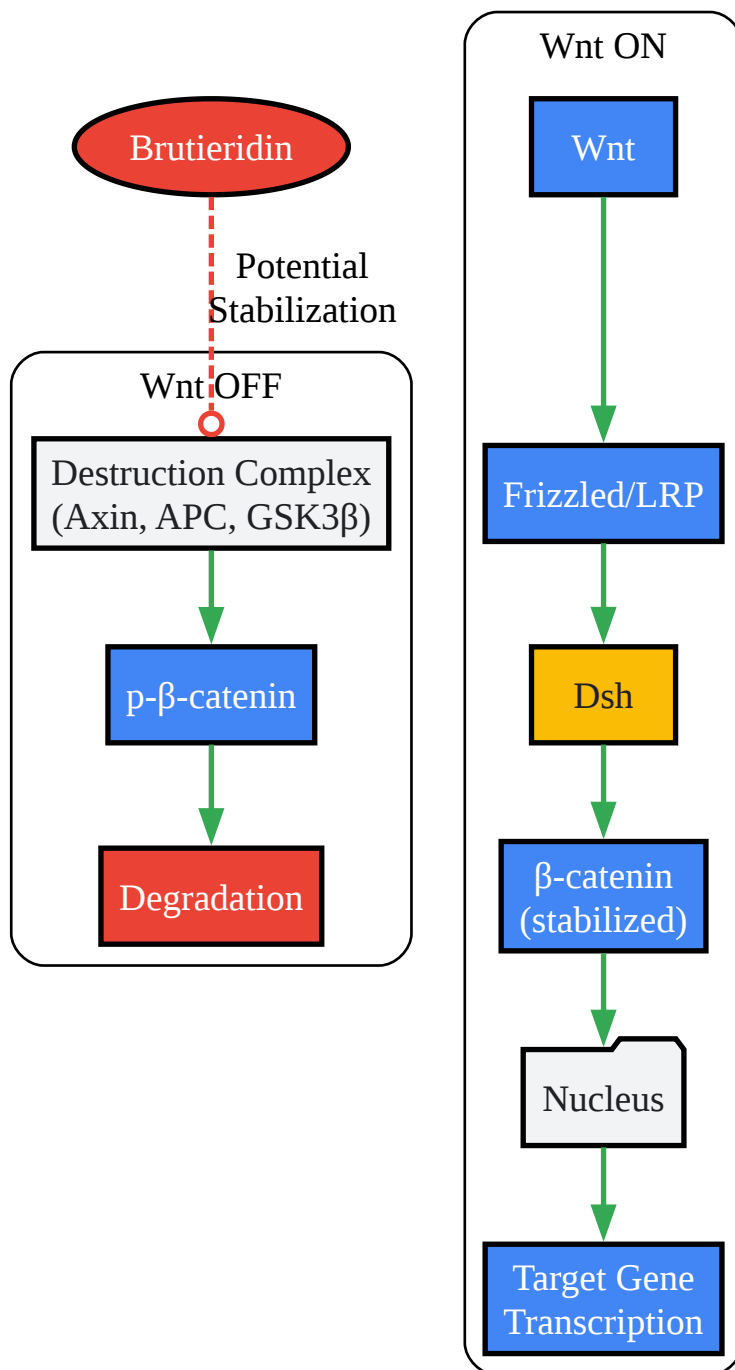 Brutieridin
Potential
Stabilization
Wnt OFF
Destruction Complex
(Axin, APC, GSK3β)
p-β-catenin
Degradation
Wnt ON
Wnt
Frizzled/LRP
Dsh
β-catenin
(stabilized)
Nucleus
Target Gene
Transcription